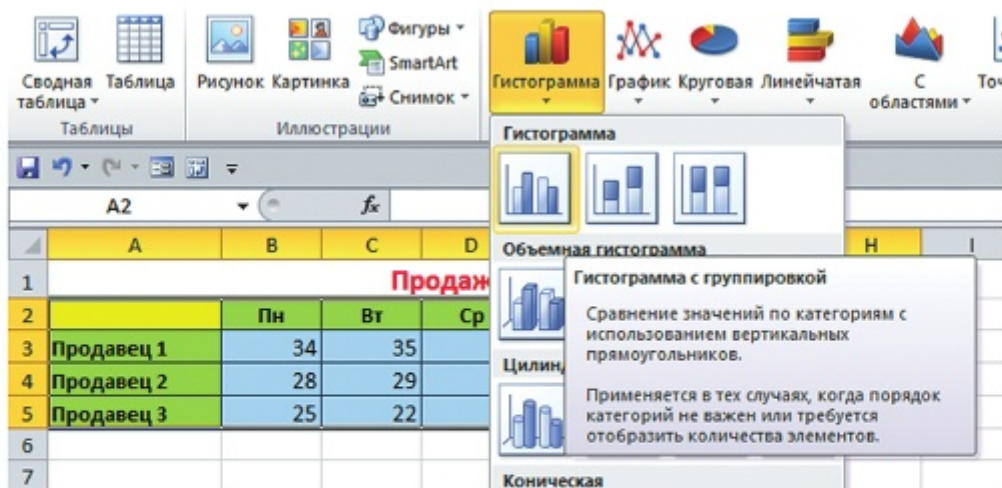 Сводная таблица
Таблица
Рисунок
Картинка
Фигуры
SmartArt
Снимок
Гистограмма
График
Круговая
Линейчатая
С областями
Таблицы
Иллюстрации
Гистограмма
A2
fx
A B C D H I
Объемная гистограмма
Гистограмма с группировкой
Сравнение значений по категориям с
использованием вертикальных
прямоугольников.
Применяется в тех случаях, когда порядок
категорий не важен или требуется
отобразить количества элементов.
1 Продаж
2 Пн Вт Ср
3 Продавец 1 34 35
4 Продавец 2 28 29
5 Продавец 3 25 22
6
7
Коническая